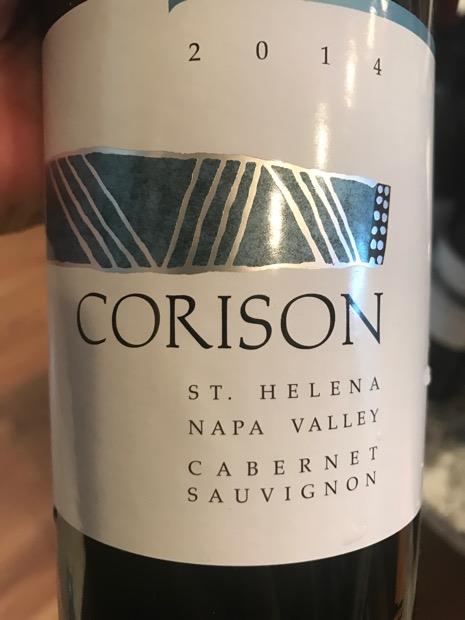 2014
CORISON
ST. HELENA
NAPA VALLEY
CABERNET
SAUVIGNON